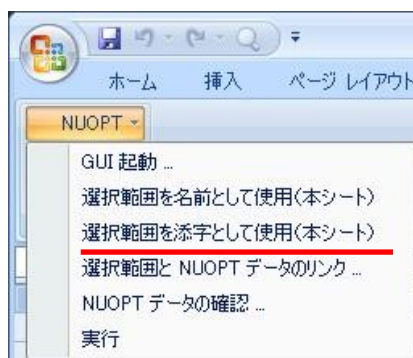 ホーム 挿入 ページ レイアウト
NUOPT
GUI 起動 ...
選択範囲を名前として使用(本シート)
選択範囲を添字として使用(本シート)
選択範囲と NUOPT データのリンク ...
NUOPT データの確認 ...
実行